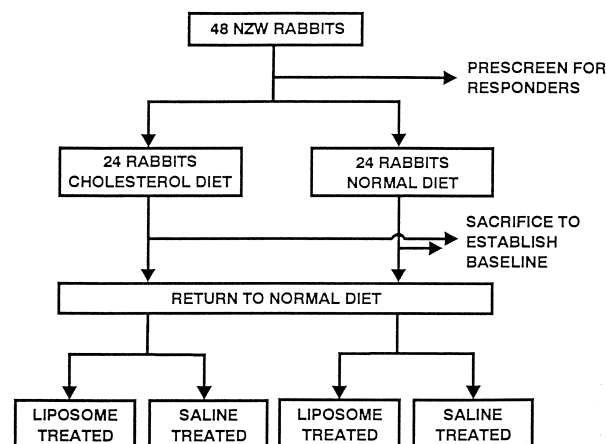 48 NZW RABBITS
PRESCREEN FOR
RESPONDERS
24 RABBITS
CHOLESTEROL DIET
24 RABBITS
NORMAL DIET
SACRIFICE TO
ESTABLISH
BASELINE
RETURN TO NORMAL DIET
LIPOSOME
TREATED
SALINE
TREATED
LIPOSOME
TREATED
SALINE
TREATED